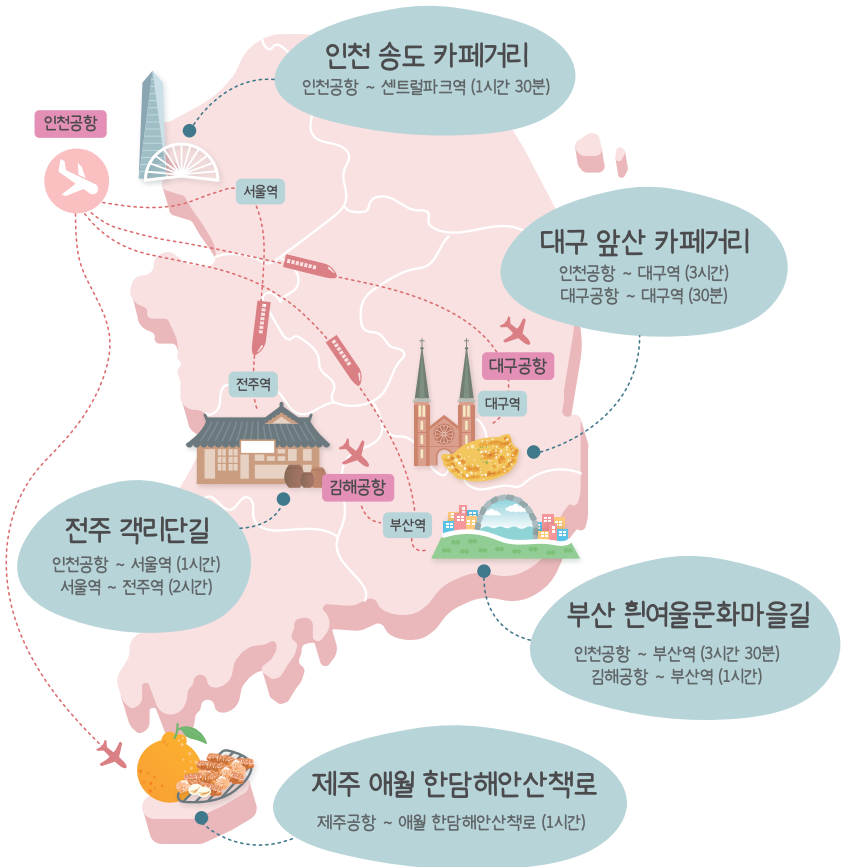 인천 송도 카페거리
인천공항 ~ 센트럴파크역 (1시간 30분)
인천공항
서울역
대구 앞산 카페거리
인천공항 ~ 대구역 (3시간)
대구공항 ~ 대구역 (30분)
대구공항
전주역
대구역
김해공항
부산역
전주 객리단길
인천공항 ~ 서울역 (1시간)
서울역 ~ 전주역 (2시간)
부산 흰여울문화마을길
인천공항 ~ 부산역 (3시간 30분)
김해공항 ~ 부산역 (1시간)
제주 애월 한담해안산책로
제주공항 ~ 애월 한담해안산책로 (1시간)